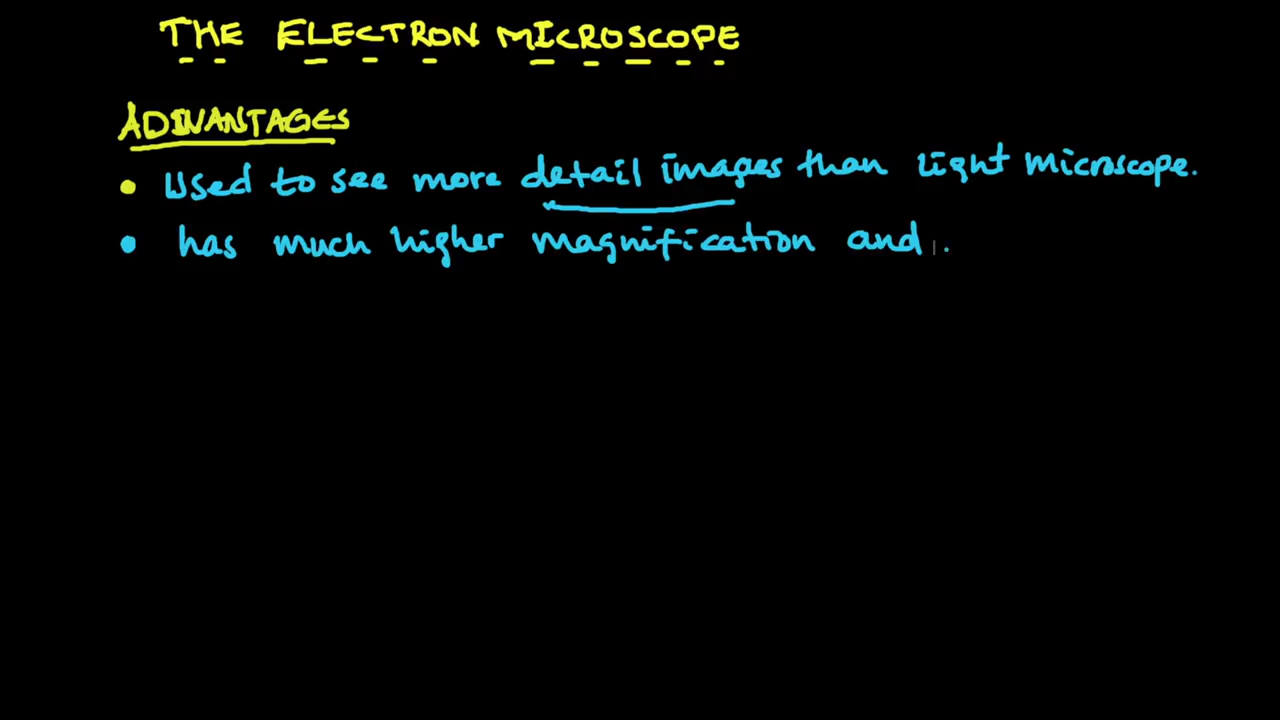 THE ELECTRON MICROSCOPE
ADVANTAGES
• Used to see more detail images than light microscope.
• has much higher magnification and